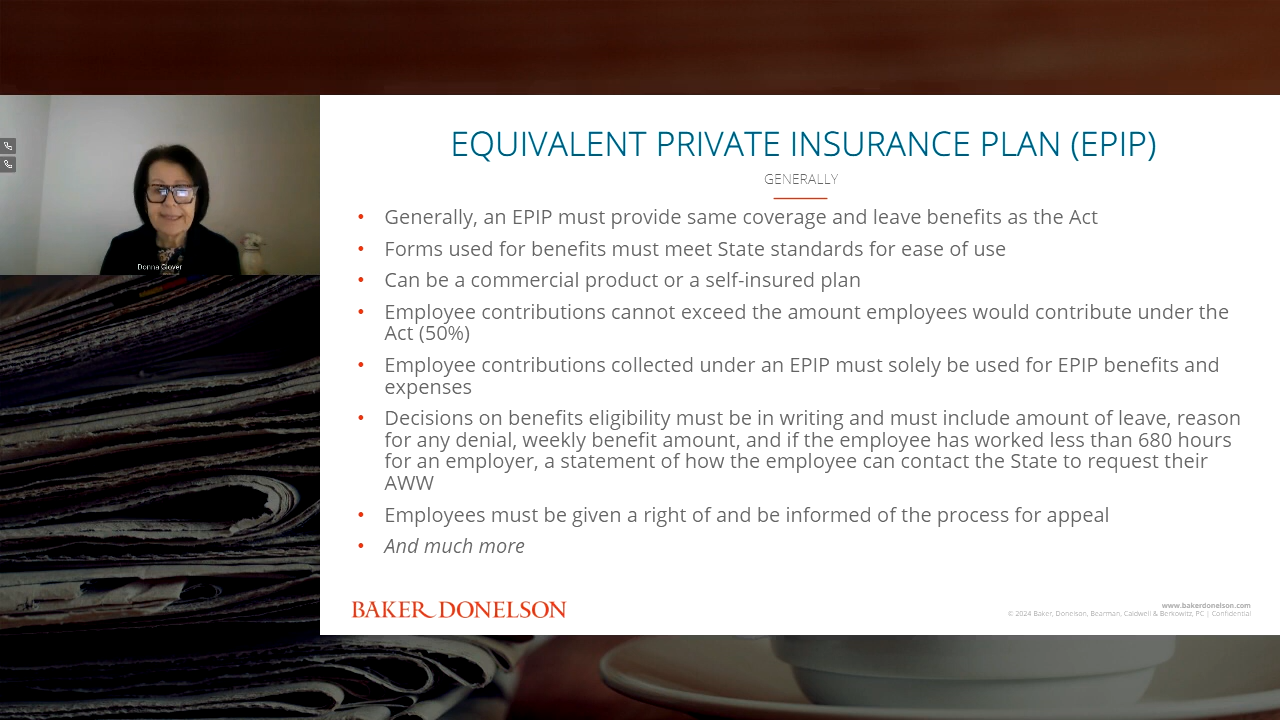 Donna Glover
EQUIVALENT PRIVATE INSURANCE PLAN (EPIP)
GENERALLY
• Generally, an EPIP must provide same coverage and leave benefits as the Act
• Forms used for benefits must meet State standards for ease of use
• Can be a commercial product or a self-insured plan
• Employee contributions cannot exceed the amount employees would contribute under the
Act (50%)
• Employee contributions collected under an EPIP must solely be used for EPIP benefits and
expenses
• Decisions on benefits eligibility must be in writing and must include amount of leave, reason
for any denial, weekly benefit amount, and if the employee has worked less than 680 hours
for an employer, a statement of how the employee can contact the State to request their
AWW
• Employees must be given a right of and be informed of the process for appeal
• And much more
BAKER DONELSON
www.bakerdonelson.com
© 2024 Baker, Donelson, Bearman, Caldwell & Berkowitz, PC | Confidential